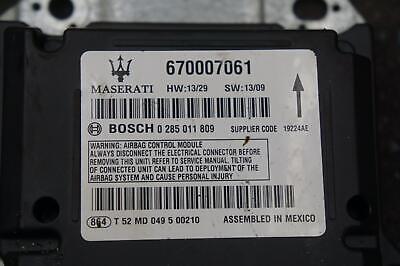 670007061
MASERATI HW:13/29 SW:13/09
BOSCH 0 285 011 809 SUPPLIER CODE 19224AE
WARNING: AIRBAG CONTROL MODULE
ALWAYS DISCONNECT THE ELECTRICAL CONNECTOR BEFORE
REMOVING THIS UNIT; REFER TO SERVICE MANUAL. TILTING
OF CONNECTED UNIT CAN LEAD TO DEPLOYMENT OF THE
AIRBAG SYSTEM AND CAUSE PERSONAL INJURY
864 T 52 MD 049 5 00210 ASSEMBLED IN MEXICO